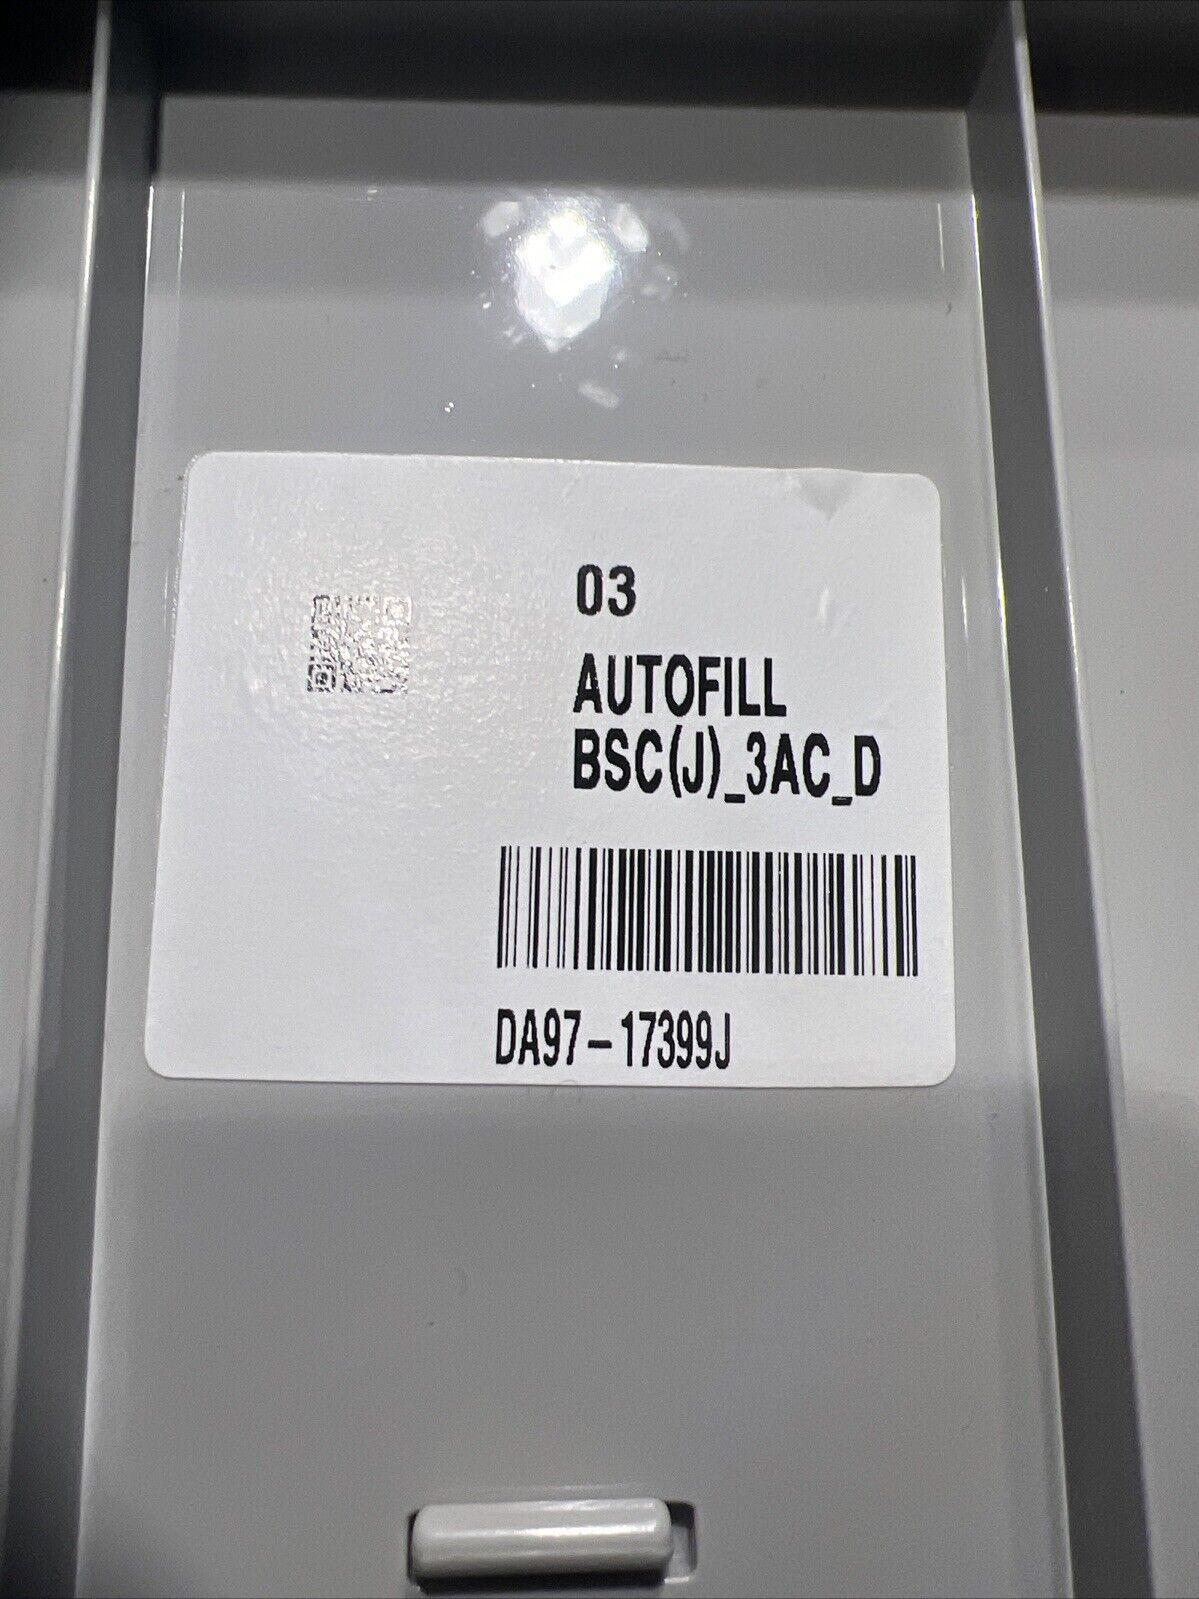 03
AUTOFILL
BSC(J)_3AC_D
DA97-17399J